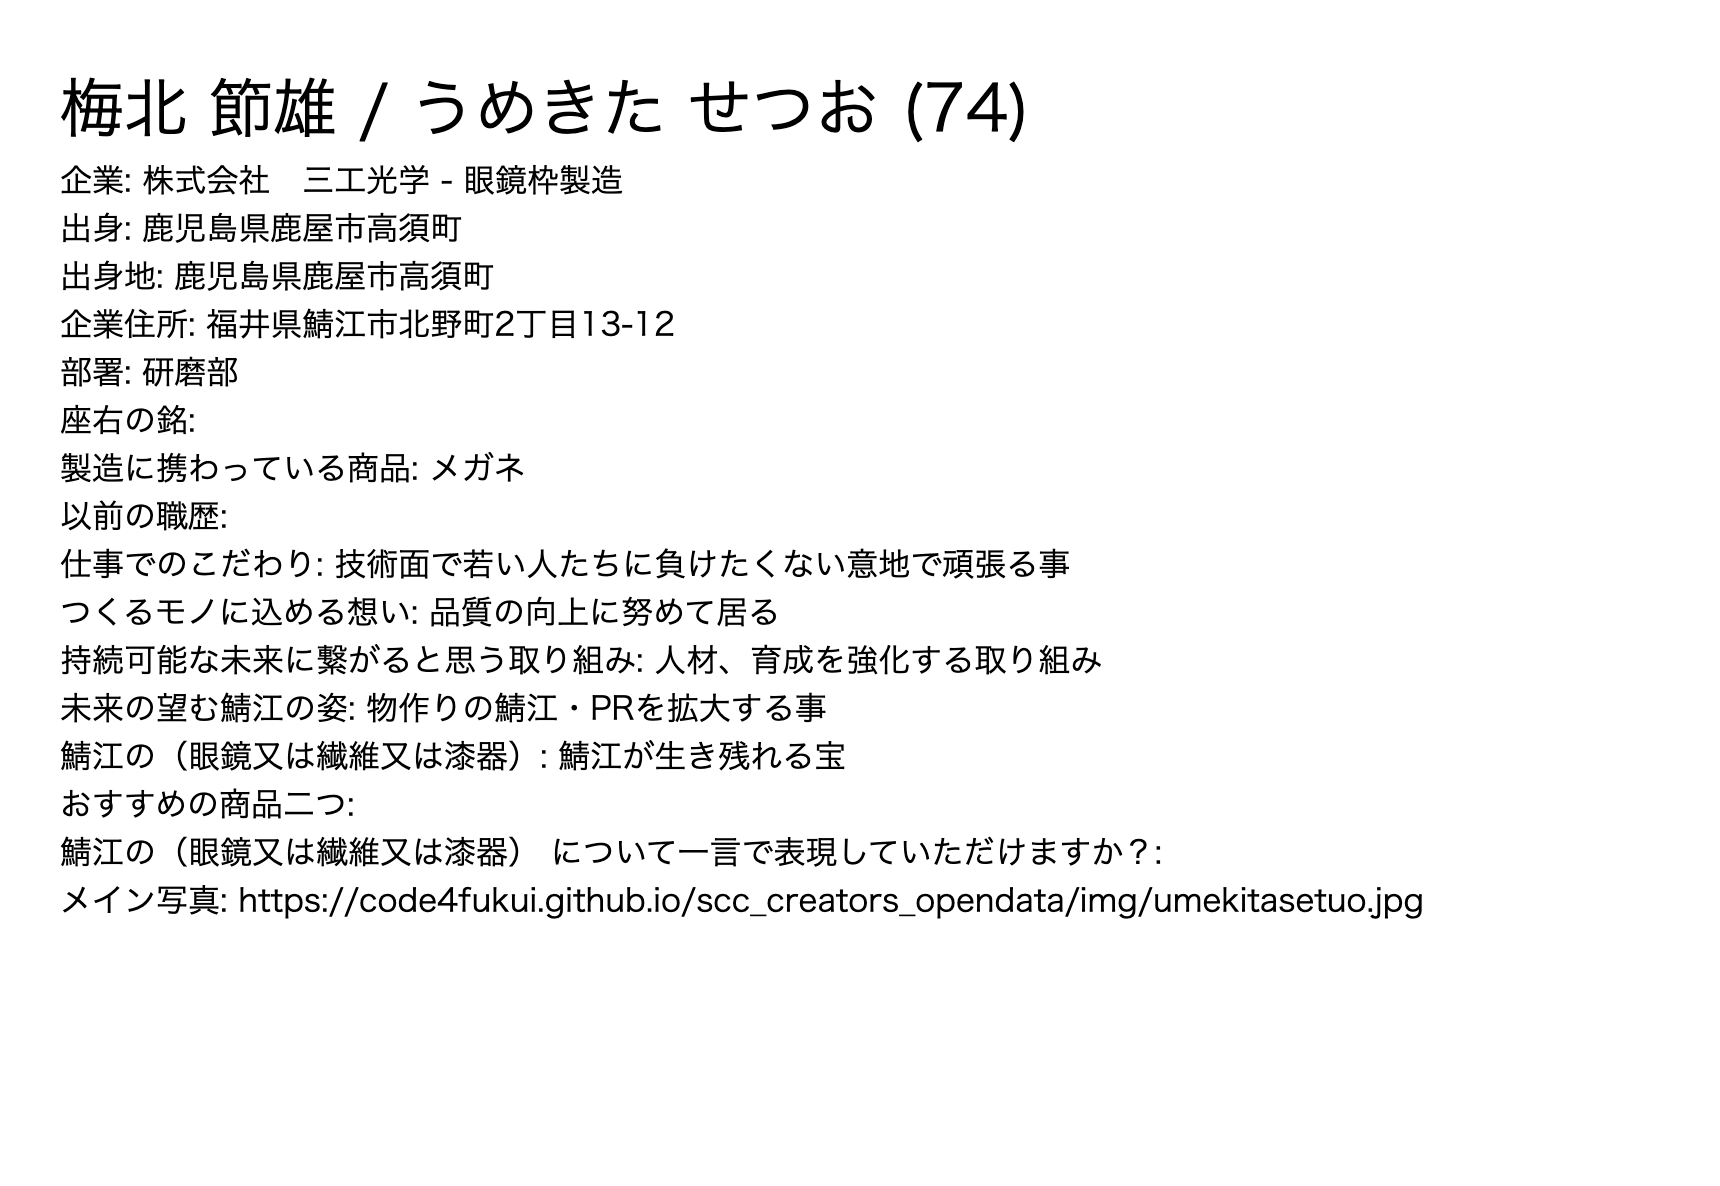 梅北 節雄 / うめきた せつお (74)
企業: 株式会社　三工光学 - 眼鏡枠製造
出身: 鹿児島県鹿屋市高須町
出身地: 鹿児島県鹿屋市高須町
企業住所: 福井県鯖江市北野町2丁目13-12
部署: 研磨部
座右の銘:
製造に携わっている商品: メガネ
以前の職歴:
仕事でのこだわり: 技術面で若い人たちに負けたくない意地で頑張る事
つくるモノに込める想い: 品質の向上に努めて居る
持続可能な未来に繋がると思う取り組み: 人材、育成を強化する取り組み
未来の望む鯖江の姿: 物作りの鯖江・PRを拡大する事
鯖江の（眼鏡又は繊維又は漆器）: 鯖江が生き残れる宝
おすすめの商品二つ:
鯖江の（眼鏡又は繊維又は漆器） について一言で表現していただけますか？:
メイン写真: https://code4fukui.github.io/scc_creators_opendata/img/umekitasetuo.jpg